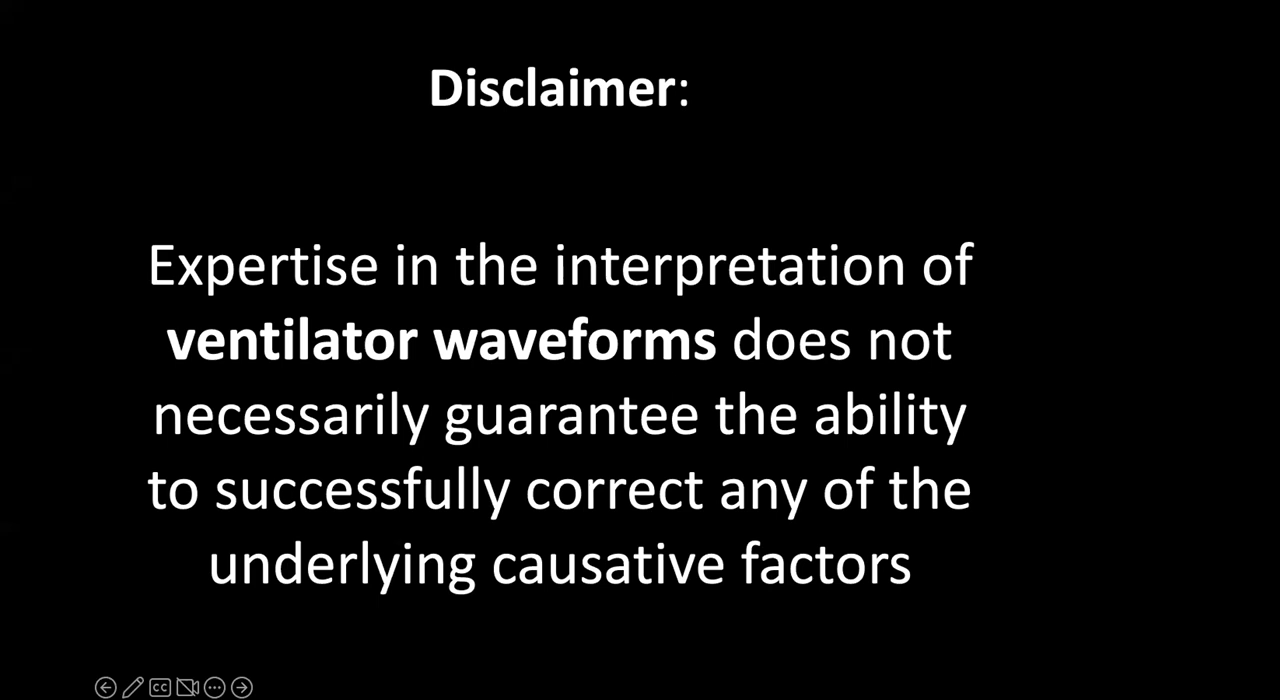 Disclaimer:
Expertise in the interpretation of
ventilator waveforms does not
necessarily guarantee the ability
to successfully correct any of the
underlying causative factors
CC